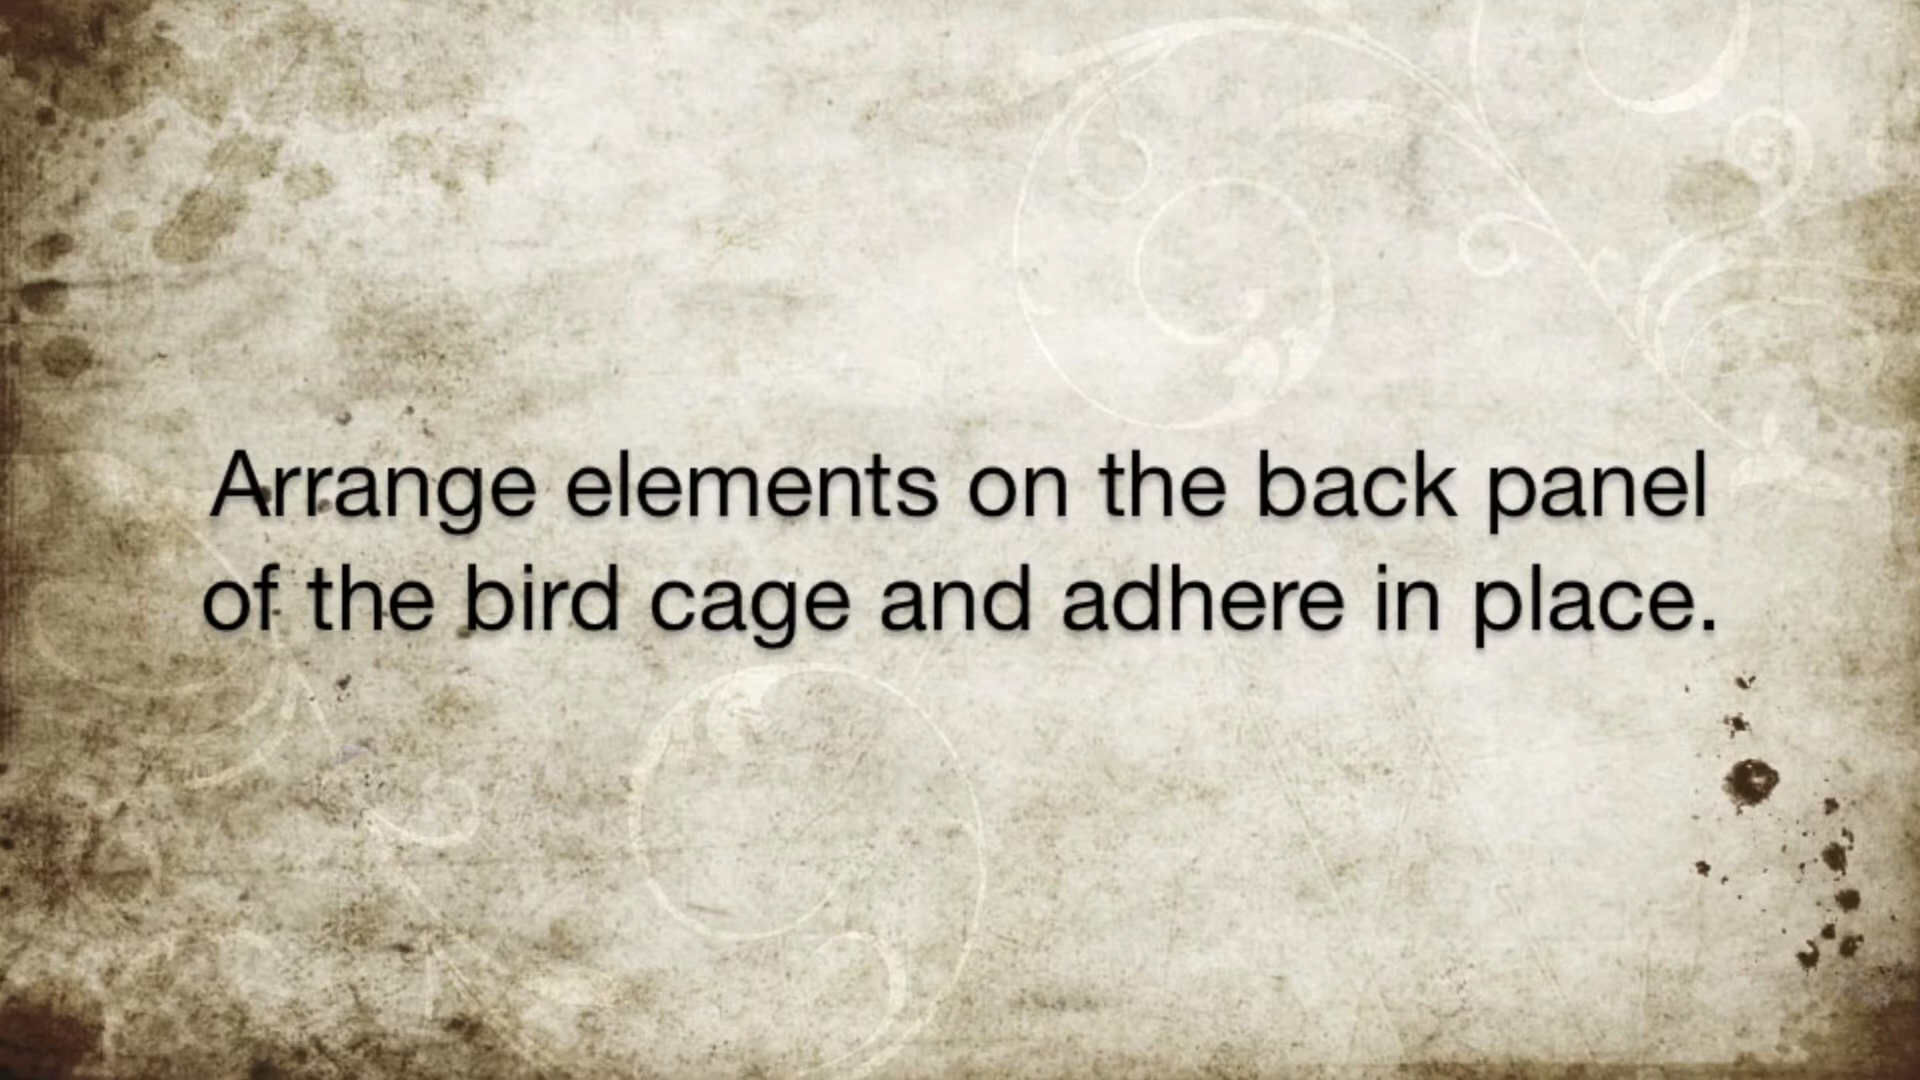 Arrange elements on the back panel
of the bird cage and adhere in place.